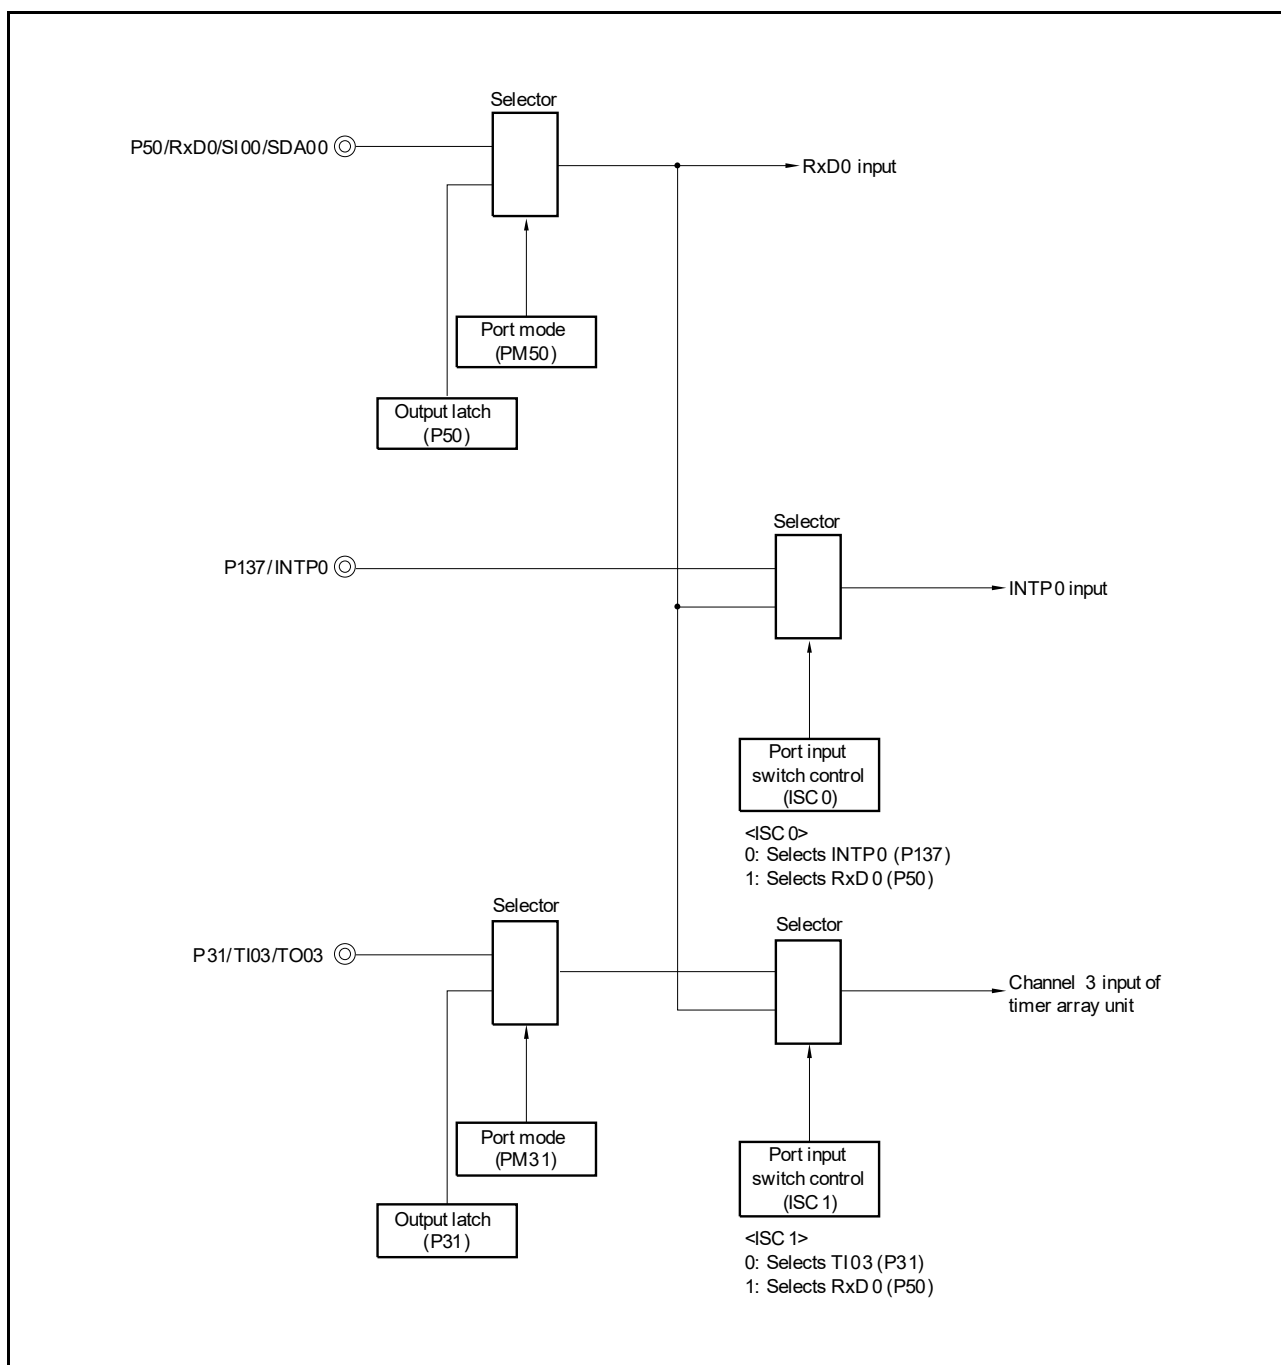 Selector
P50/RxD0/SI00/SDA00
RxD0 input
Port mode
(PM50)
Output latch
(P50)
Selector
P137/INTP0
INTP0 input
Port input
switch control
(ISC0)
<ISC0>
0: Selects INTP0 (P137)
1: Selects RxD0 (P50)
Selector
Selector
P31/TI03/TO03
Channel 3 input of
timer array unit
Port mode
(PM31)
Port input
switch control
(ISC1)
Output latch
(P31)
<ISC1>
0: Selects TI03 (P31)
1: Selects RxD0 (P50)